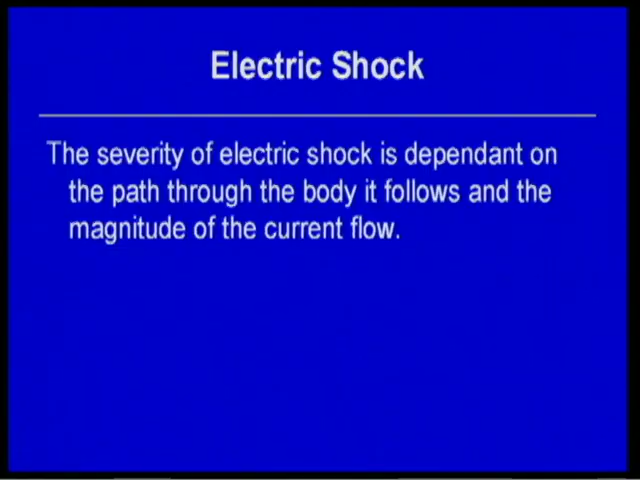 Electric Shock
The severity of electric shock is dependant on
the path through the body it follows and the
magnitude of the current flow.